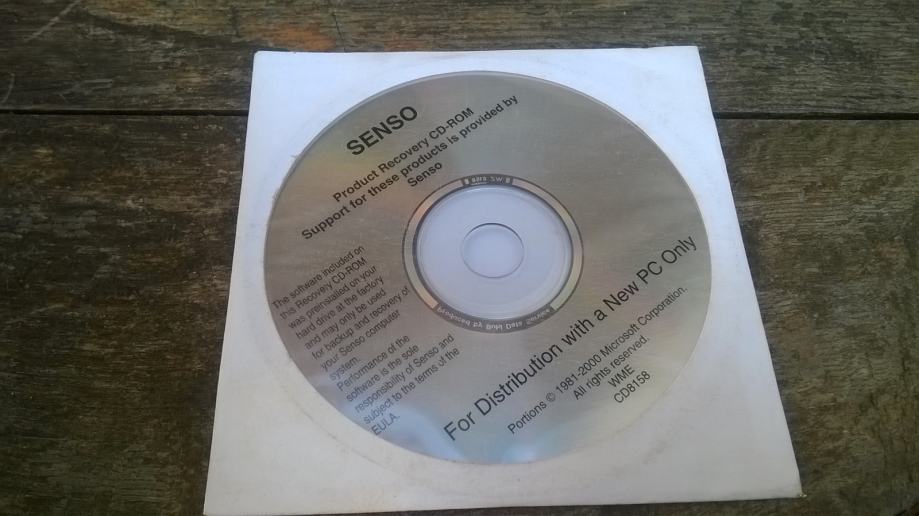 SENSO
Product Recovery CD-ROM
Support for these products is provided by
Senso
The software included on
this Recovery CD-ROM
was preinstalled on your
hard drive at the factory
and may only be used
for backup and recovery of
your Senso computer
system.
Performance of the
software is the sole
responsibility of Senso and
subject to the terms of the
EULA.
For Distribution with a New PC Only
Portions © 1981-2000 Microsoft Corporation.
All rights reserved.
WME
CD8158